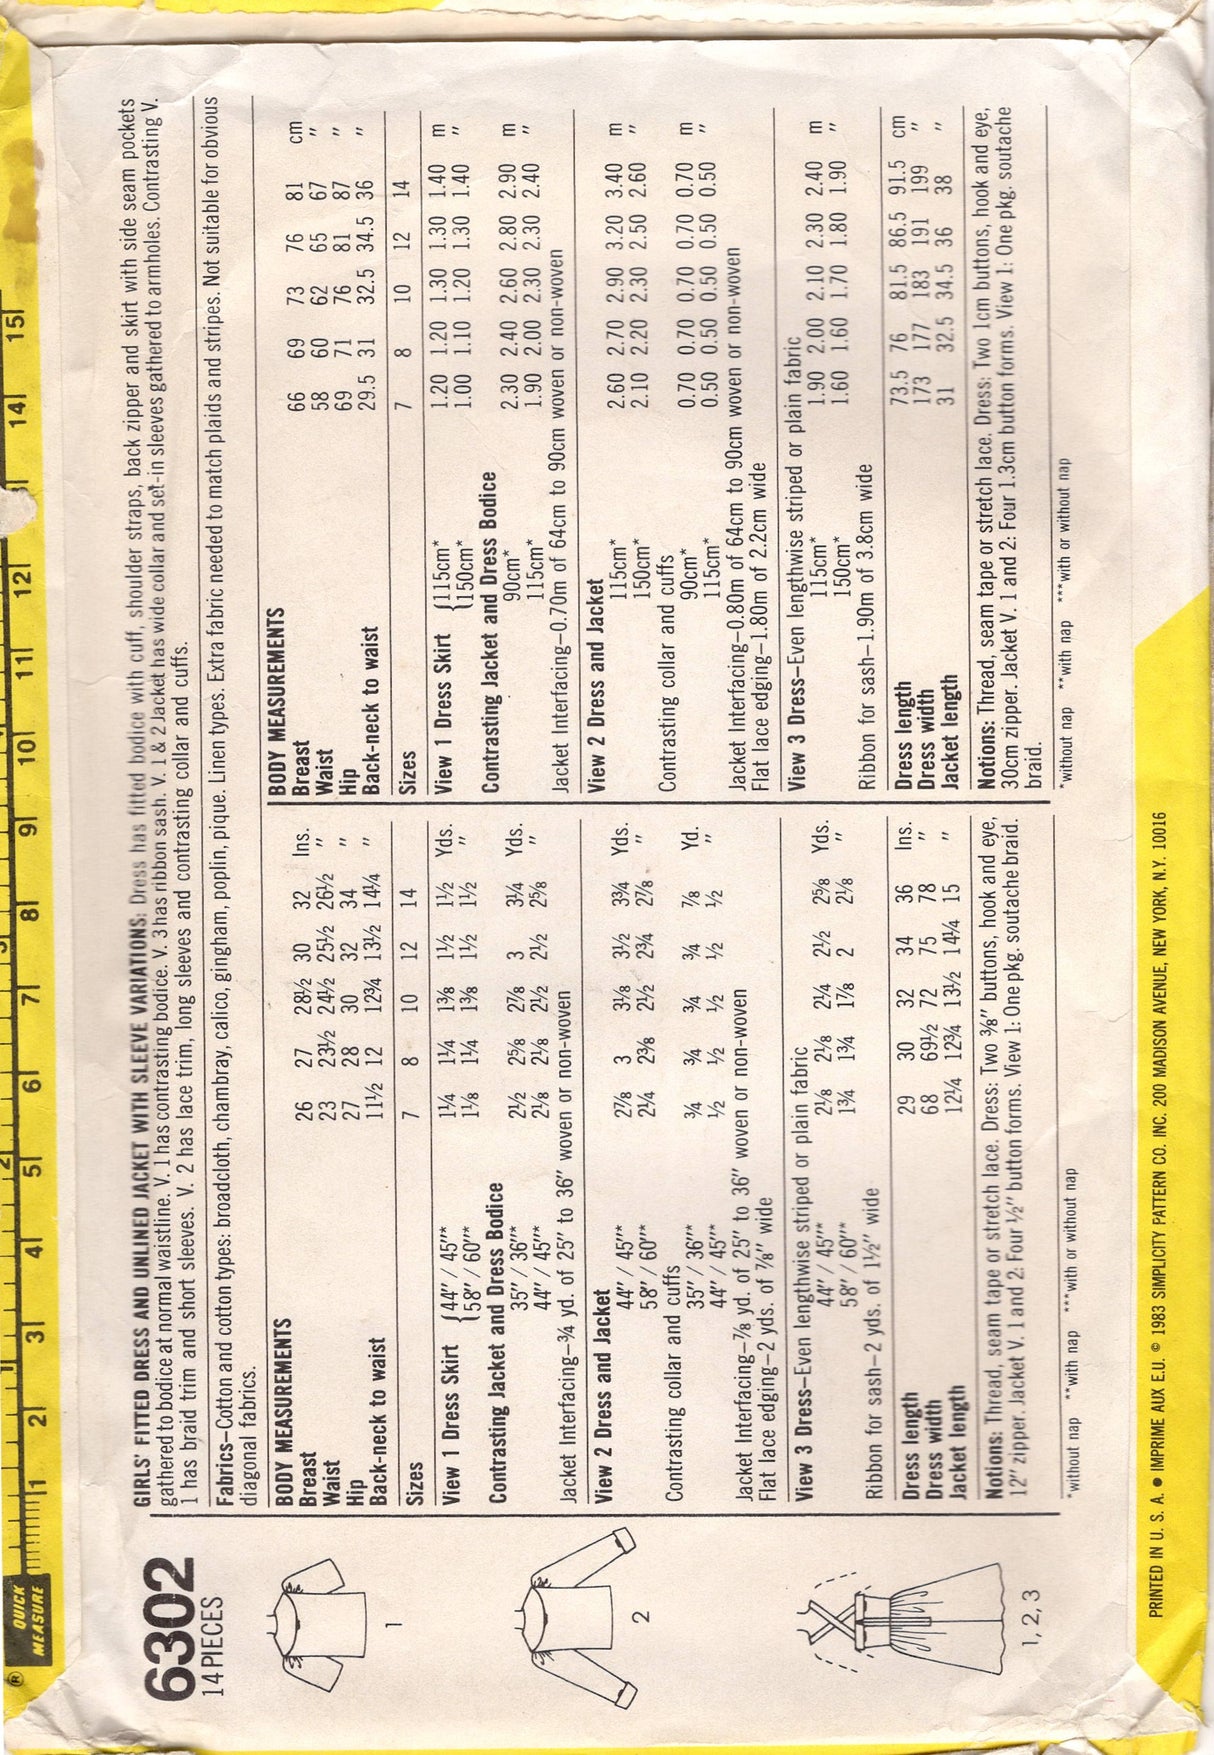 ® QUICK
MEASURE
1 2 3 4 5 6 7 8 9 10 11 12 14 15
6302
14 PIECES
1
2
1, 2, 3
GIRLS' FITTED DRESS AND UNLINED JACKET WITH SLEEVE VARIATIONS: Dress has fitted bodice with cuff, shoulder straps, back zipper and skirt with side seam pockets
gathered to bodice at normal waistline. V. 1 has contrasting bodice. V. 3 has ribbon sash. V. 1 & 2 Jacket has wide collar and set-in sleeves gathered to armholes. Contrasting V.
1 has braid trim and short sleeves. V. 2 has lace trim, long sleeves and contrasting collar and cuffs.
Fabrics–Cotton and cotton types: broadcloth, chambray, calico, gingham, poplin, pique. Linen types. Extra fabric needed to match plaids and stripes. Not suitable for obvious
diagonal fabrics.
BODY MEASUREMENTS
Breast 26 27 28½ 30 32 Ins.
Waist 23 23½ 24½ 25½ 26½ ″
Hip 27 28 30 32 34 ″
Back-neck to waist 11½ 12 12¾ 13½ 14¼ ″
Sizes 7 8 10 12 14
View 1 Dress Skirt {44″ / 45″* 1¼ 1¼ 1⅜ 1½ 1½ Yds.
{58″ / 60″* 1⅛ 1¼ 1⅜ 1½ 1½ ″
Contrasting Jacket and Dress Bodice
35″ / 36″* 2½ 2⅝ 2⅞ 3 3¼ Yds.
44″ / 45″* 2⅛ 2⅛ 2½ 2½ 2⅝ ″
Jacket Interfacing–¾ yd. of 25″ to 36″ woven or non-woven
View 2 Dress and Jacket
44″ / 45″* 2⅞ 3 3⅛ 3½ 3¾ Yds.
58″ / 60″* 2¼ 2⅜ 2½ 2¾ 2⅞ ″
Contrasting collar and cuffs
35″ / 36″* ¾ ¾ ¾ ¾ ⅞ Yd.
44″ / 45″* ½ ½ ½ ½ ½ ″
Jacket Interfacing–⅞ yd. of 25″ to 36″ woven or non-woven
Flat lace edging–2 yds. of ⅞″ wide
View 3 Dress–Even lengthwise striped or plain fabric
44″ / 45″* 2⅛ 2⅛ 2¼ 2½ 2⅝ Yds.
58″ / 60″* 1¾ 1¾ 1⅞ 2 2⅛ ″
Ribbon for sash–2 yds. of 1½″ wide
Dress length 29 30 32 34 36 Ins.
Dress width 68 69½ 72 75 78 ″
Jacket length 12¼ 12¾ 13½ 14¼ 15 ″
Notions: Thread, seam tape or stretch lace. Dress: Two ⅜″ buttons, hook and eye,
12″ zipper. Jacket V. 1 and 2: Four ½″ button forms. View 1: One pkg. soutache braid.
*without nap **with nap ***with or without nap
BODY MEASUREMENTS
Breast 66 69 73 76 81 cm
Waist 58 60 62 65 67 ″
Hip 69 71 76 81 87 ″
Back-neck to waist 29.5 31 32.5 34.5 36 ″
Sizes 7 8 10 12 14
View 1 Dress Skirt {115cm* 1.20 1.20 1.30 1.30 1.40 m
{150cm* 1.00 1.10 1.20 1.30 1.40 ″
Contrasting Jacket and Dress Bodice
90cm* 2.30 2.40 2.60 2.80 2.90 m
115cm* 1.90 2.00 2.30 2.30 2.40 ″
Jacket Interfacing–0.70m of 64cm to 90cm woven or non-woven
View 2 Dress and Jacket
115cm* 2.60 2.70 2.90 3.20 3.40 m
150cm* 2.10 2.20 2.30 2.50 2.60 ″
Contrasting collar and cuffs
90cm* 0.70 0.70 0.70 0.70 0.70 m
115cm* 0.50 0.50 0.50 0.50 0.50 ″
Jacket Interfacing–0.80m of 64cm to 90cm woven or non-woven
Flat lace edging–1.80m of 2.2cm wide
View 3 Dress–Even lengthwise striped or plain fabric
115cm* 1.90 2.00 2.10 2.30 2.40 m
150cm* 1.60 1.60 1.70 1.80 1.90 ″
Ribbon for sash–1.90m of 3.8cm wide
Dress length 73.5 76 81.5 86.5 91.5 cm
Dress width 173 177 183 191 199 ″
Jacket length 31 32.5 34.5 36 38 ″
Notions: Thread, seam tape or stretch lace. Dress: Two 1cm buttons, hook and eye,
30cm zipper. Jacket V. 1 and 2: Four 1.3cm button forms. View 1: One pkg. soutache
braid.
*without nap **with nap ***with or without nap
PRINTED IN U. S. A. ● IMPRIME AUX E.U. © 1983 SIMPLICITY PATTERN CO. INC. 200 MADISON AVENUE, NEW YORK, N.Y. 10016